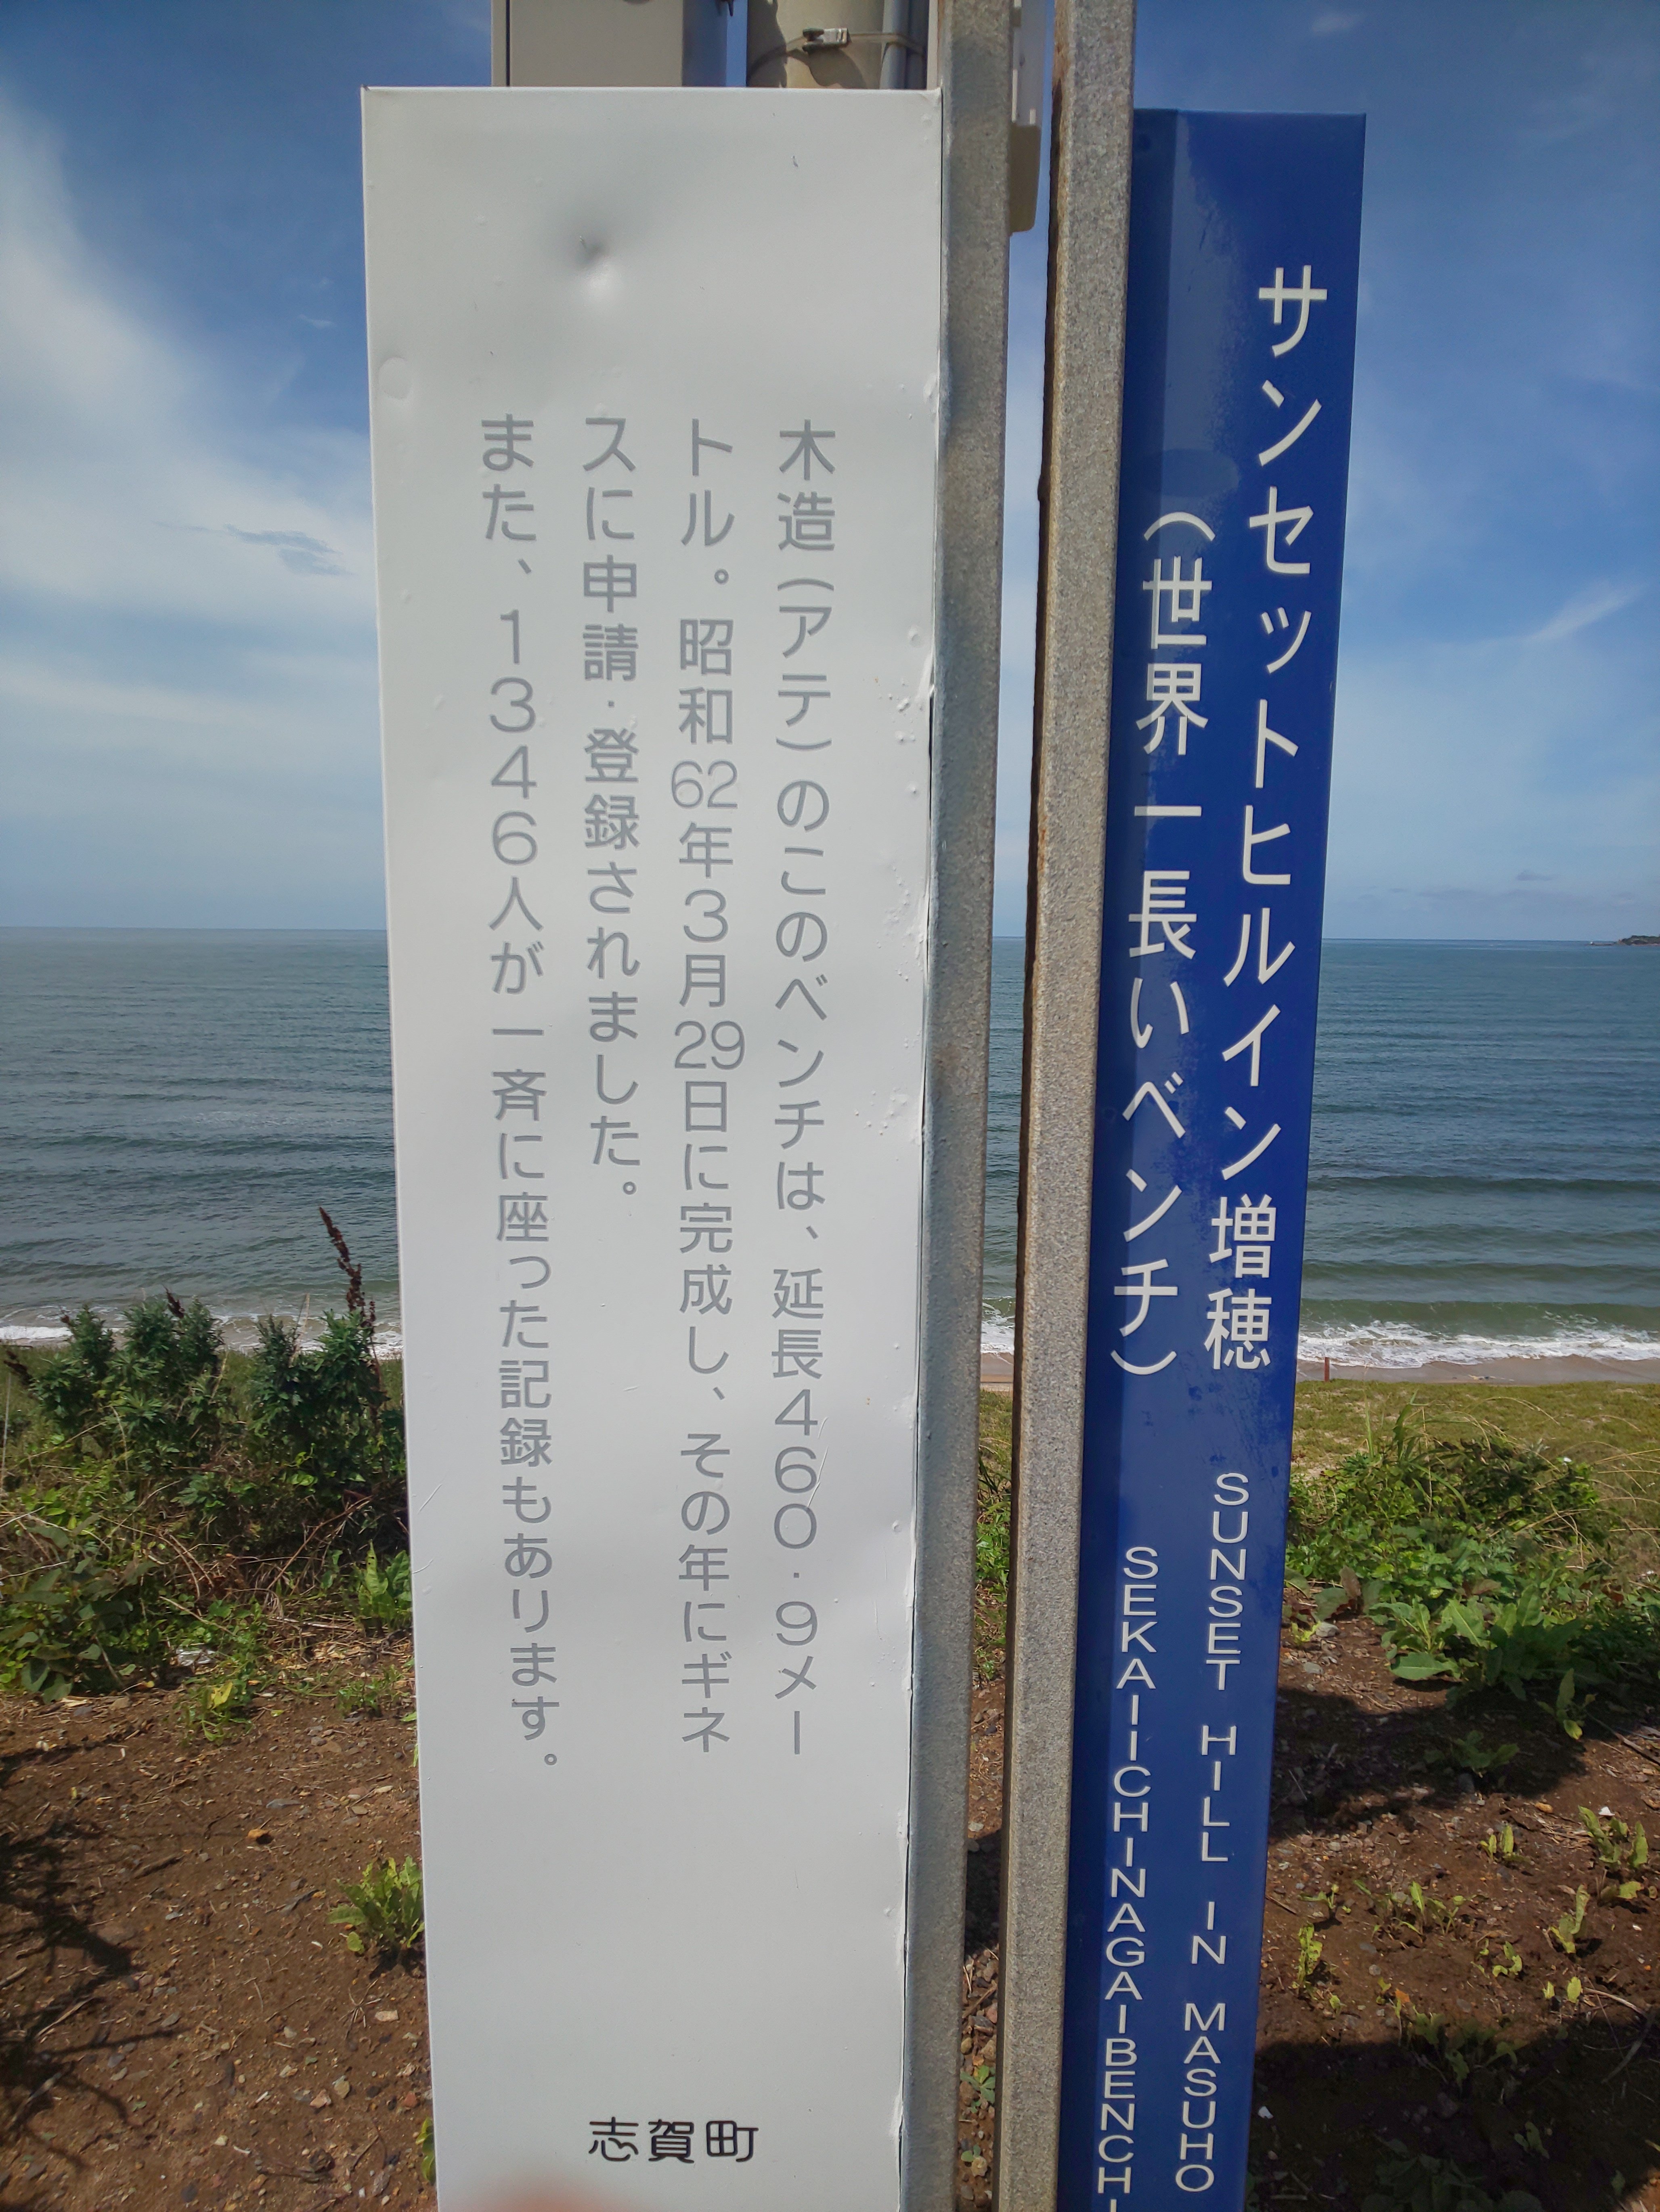 サンセットヒルイン増穂
(世界一長いベンチ)
SUNSET HILL IN MASUHO
SEKAIICHINAGAIBENCHI
木造(アテ)のこのベンチは、延長460.9メー
トル。昭和62年3月29日に完成し、その年にギネ
スに申請·登録されました。
また、1346人が一斉に座った記録もあります。
志賀町